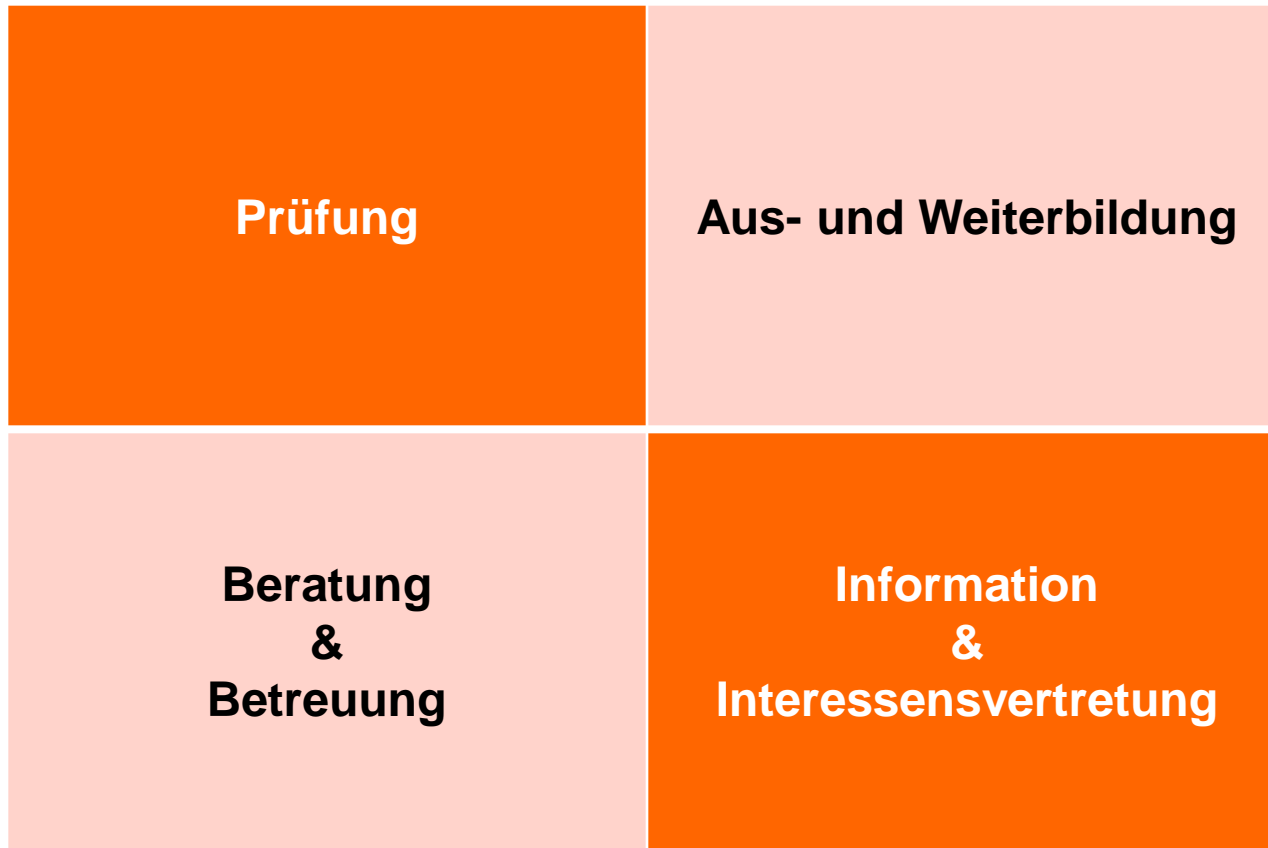 Prüfung
Aus- und Weiterbildung
Beratung
&
Betreuung
Information
&
Interessensvertretung